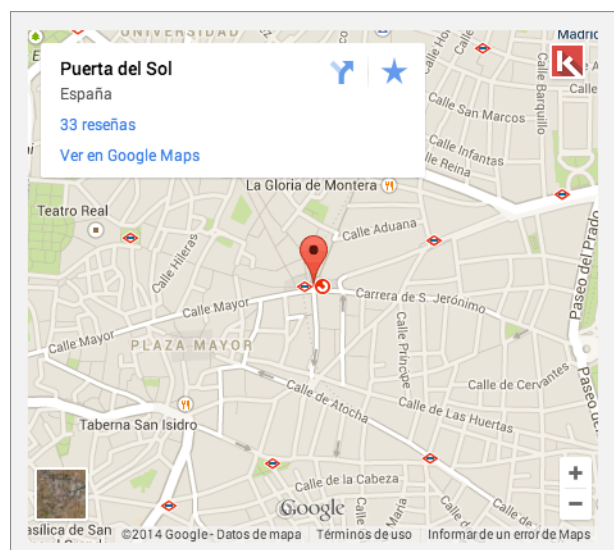 UNIVERSIDAD
Madrid
Puerta del Sol
España
33 reseñas
Ver en Google Maps
Calle Barquillo
Calle
Calle San Marcos
Calle Infantas
Calle Reina
La Gloria de Montera
Teatro Real
Calle Aduana
Calle Hileras
Paseo del Prado
Calle Mayor
Carrera de S. Jerónimo
Calle Mayor
PLAZA MAYOR
Calle Príncipe
Calle de Cervantes
Calle de Atocha
Calle de Las Huertas
Taberna San Isidro
Calle de la Cabeza
Google
asílica de San
©2014 Google - Datos de mapa
Términos de uso
Informar de un error de Maps